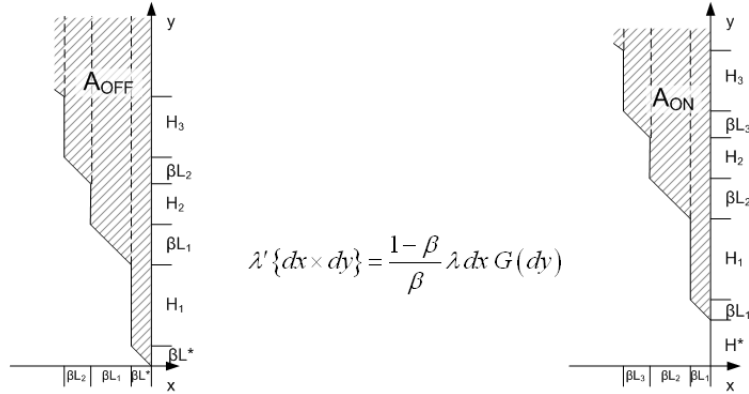 y
A_OFF
H_3
βL_2
H_2
βL_1
H_1
βL*
βL_2 βL_1 βL*
x
λ'{dx×dy} = \frac{1−β}{β} λ dx G(dy)
y
A_ON
H_3
βL_3
H_2
βL_2
H_1
βL_1
H*
βL_3 βL_2 βL_1
x